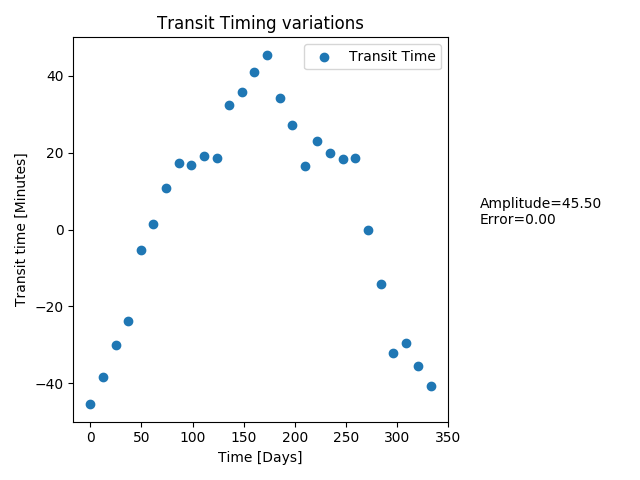 Transit Timing variations
Transit Time
Transit time [Minutes]
40
20
0
−20
−40
0
50
100
150
200
250
300
350
Time [Days]
Amplitude=45.50
Error=0.00